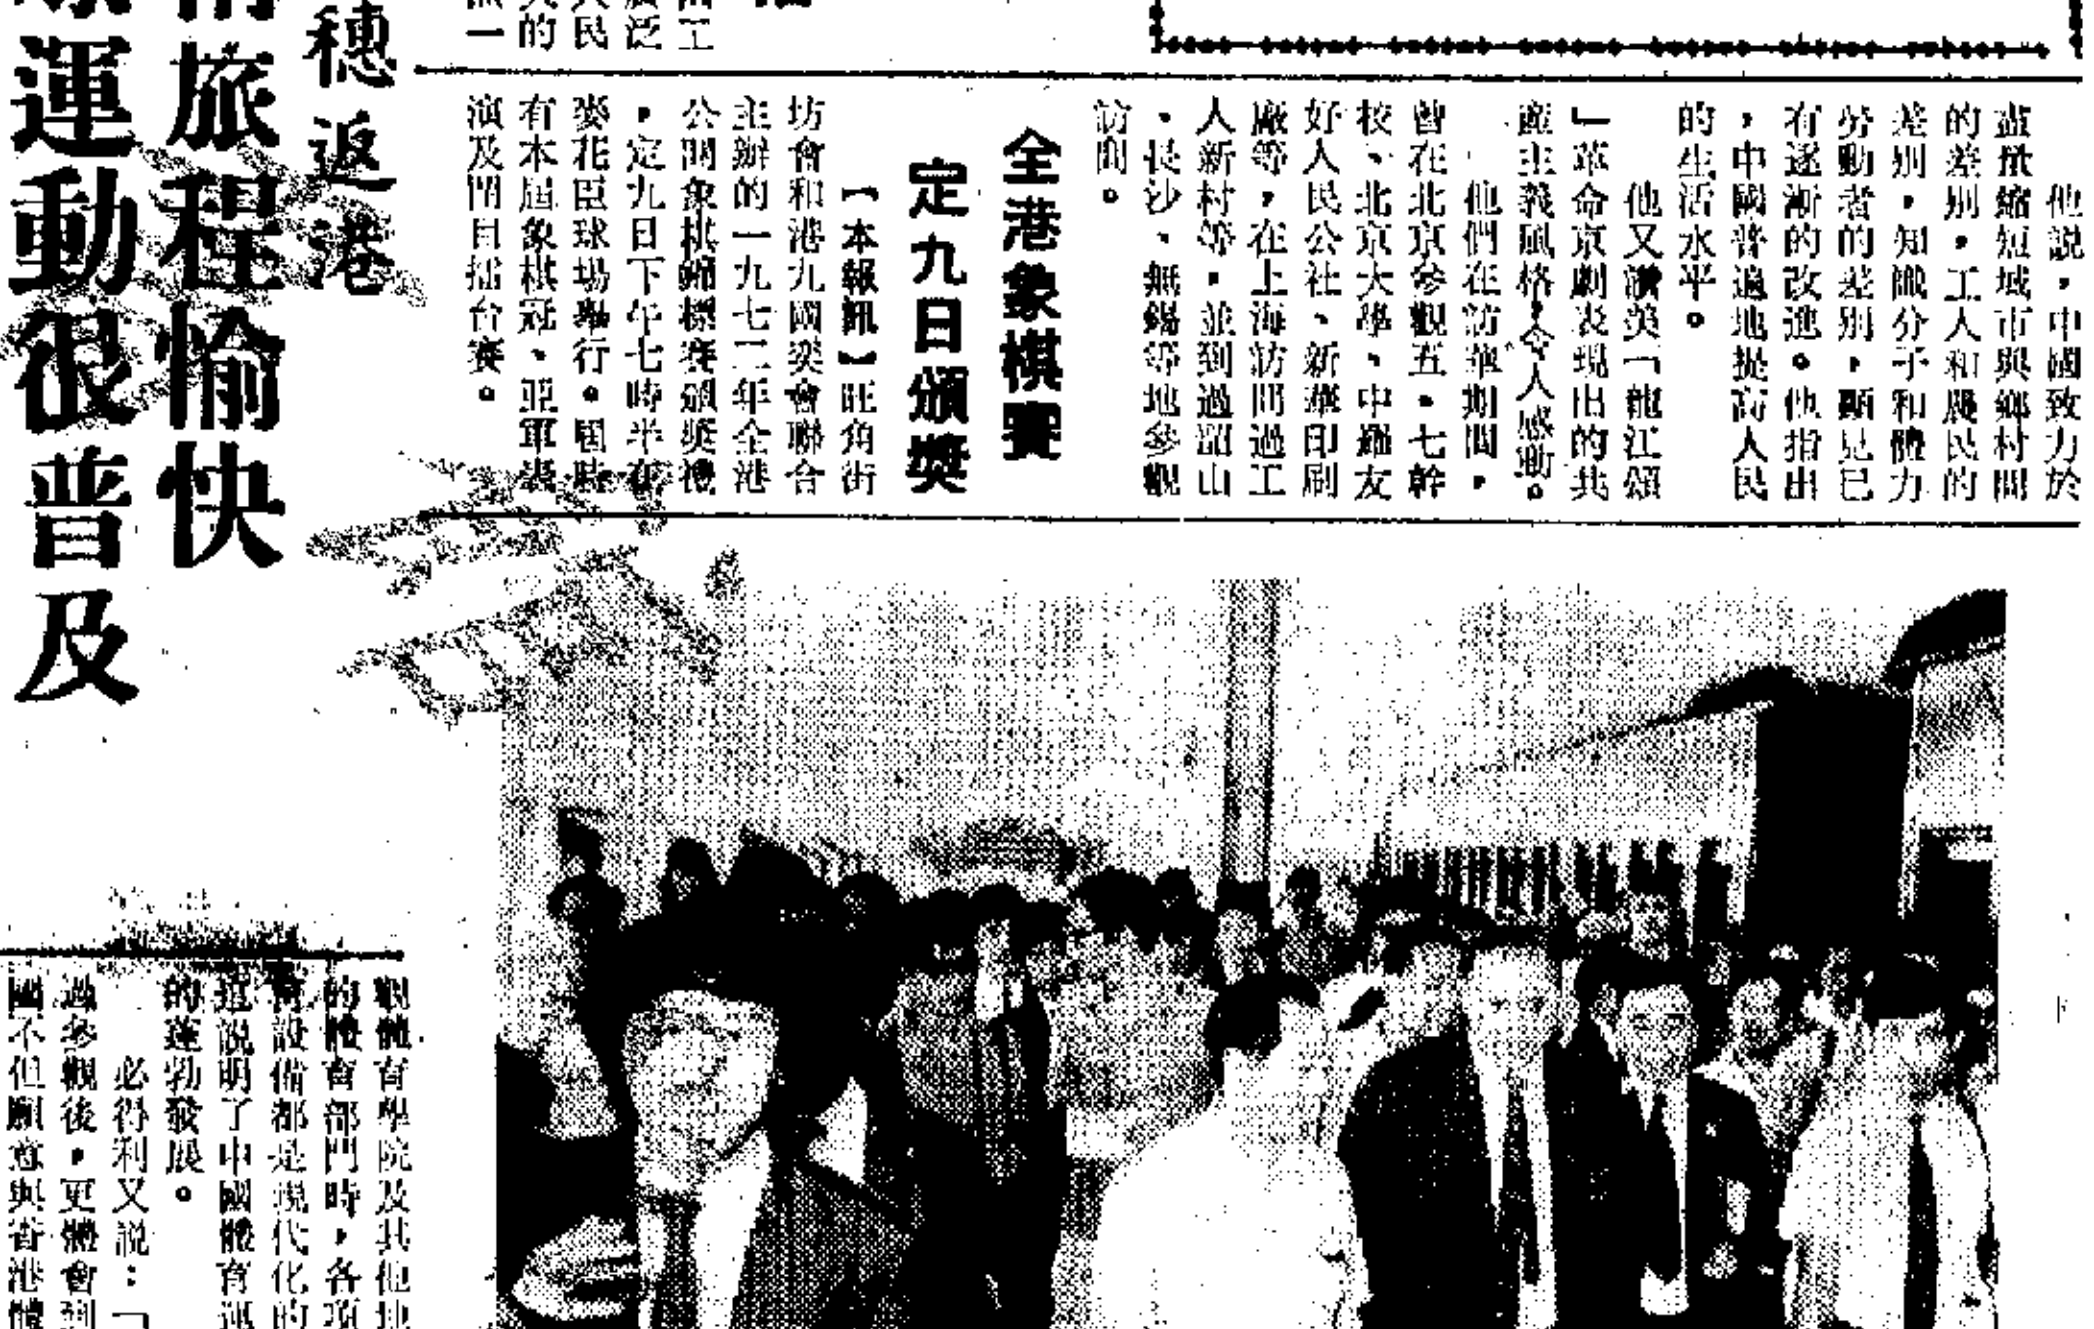 他說，中國致力於
盡量縮短城市與鄉村間
的差別，工人和農民的
差別，知識分子和體力
勞動者的差別，顯見已
有逐漸的改進。他指出
，中國普遍地提高人民
的生活水平。
他又讚美「龍江頌
」革命京劇表現出的共
產主義風格，令人感動。
他們在訪華期間，
曾在北京參觀五•七幹
校、北京大學、中羅友
好人民公社、新華印刷
廠等，在上海訪問過工
人新村等，並到過韶山
、長沙、無錫等地參觀
訪問。
全港象棋賽
定九日頒獎
【本報訊】旺角街
坊會和港九國奕會聯合
主辦的一九七二年全港
公開象棋錦標賽頒獎禮
，定九日下午七時半在
麥花臣球場舉行。屆時
有本屆象棋冠、亞軍表
演及開目擂台賽。
工
泛
民
的
一
穗返港
旅程愉快
運動很普及
觀體育學院及其他地
的體育部門時，各項
育設備都是現代化的
這說明了中國體育運
的蓬勃發展。
必得利又說：「
過參觀後，更體會到
國不但願意與香港體